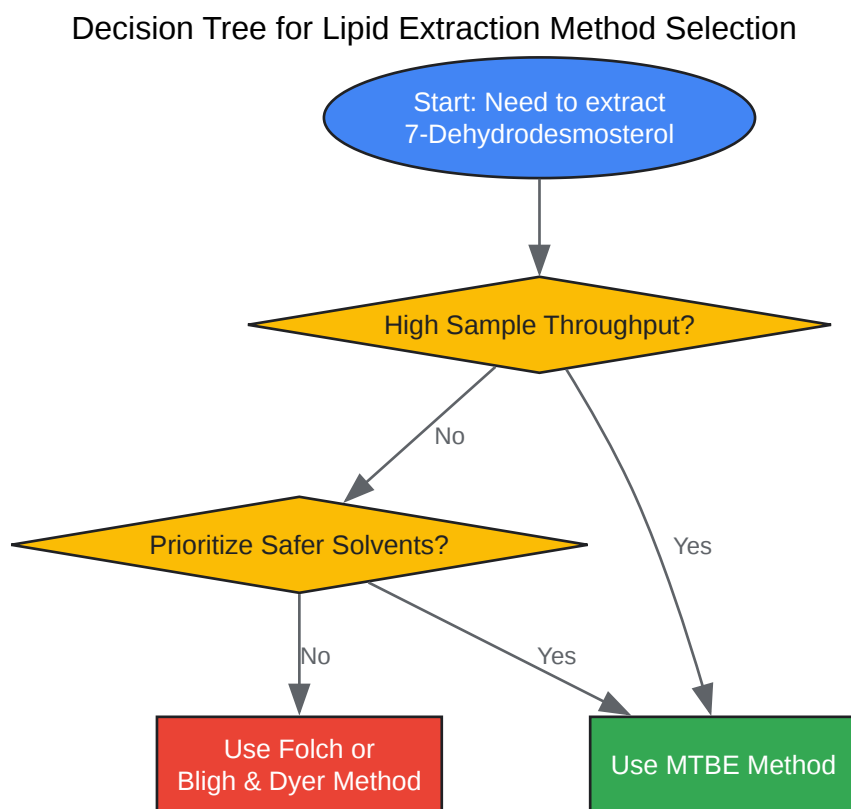 Decision Tree for Lipid Extraction Method Selection
Start: Need to extract
7-Dehydrodesmosterol
High Sample Throughput?
No
Prioritize Safer Solvents?
Yes
No
Yes
Use Folch or
Bligh & Dyer Method
Use MTBE Method